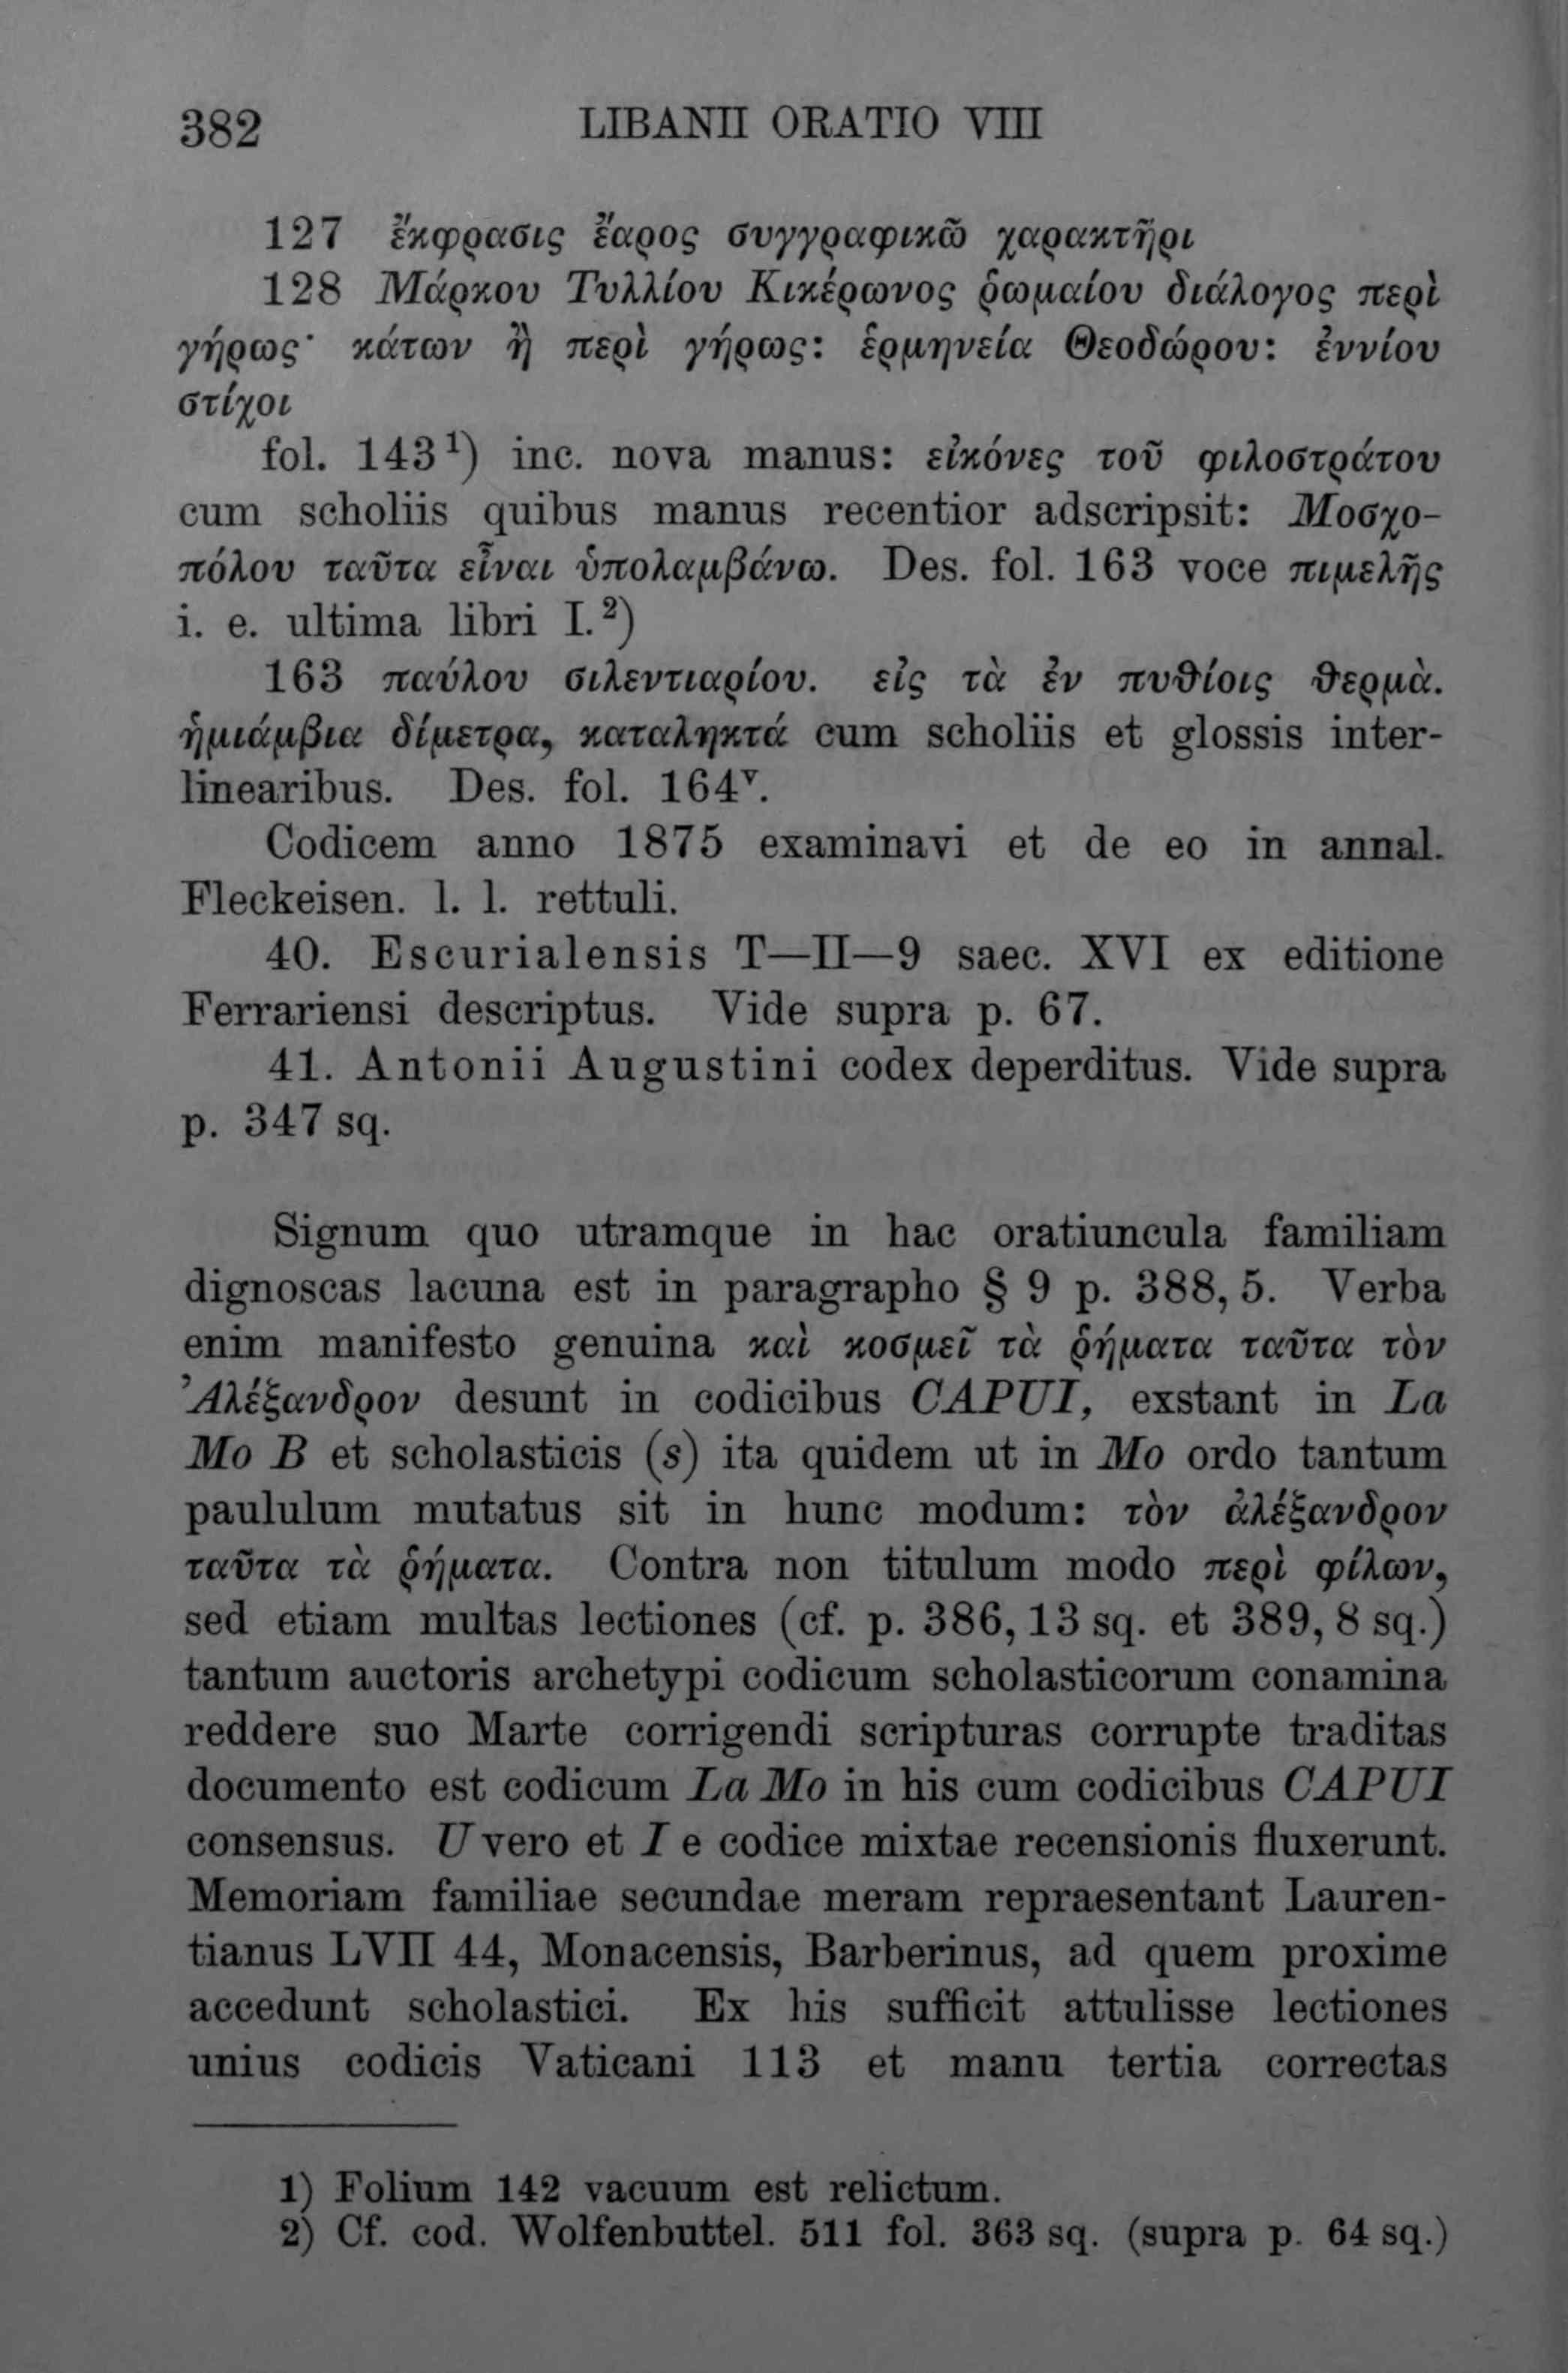 382 LIBANII ORATIO VIII
127 ἔκφρασις ἔαρος συγγραφικῶ χαρακτῆρι
128 Μάρκου Τυλλίου Κικέρωνος ῥωμαίου διάλογος περὶ
γήρως· κάτων ἢ περὶ γήρως: ἑρμηνεία Θεοδώρου: ἐννίου
στίχοι
fol. 143¹) inc. nova manus: εἰκόνες τοῦ φιλοστράτου
cum scholiis quibus manus recentior adscripsit: Μοσχο-
πόλου ταῦτα εἶναι ὑπολαμβάνω. Des. fol. 163 voce πιμελῆς
i. e. ultima libri I.²)
163 παύλου σιλεντιαρίου. εἰς τὰ ἐν πυθίοις θερμὰ.
ἡμιάμβια δίμετρα, καταληκτά cum scholiis et glossis inter-
linearibus. Des. fol. 164ᵛ.
Codicem anno 1875 examinavi et de eo in annal.
Fleckeisen. l. l. rettuli.
40. Escurialensis T—II—9 saec. XVI ex editione
Ferrariensi descriptus. Vide supra p. 67.
41. Antonii Augustini codex deperditus. Vide supra
p. 347 sq.
Signum quo utramque in hac oratiuncula familiam
dignoscas lacuna est in paragrapho § 9 p. 388, 5. Verba
enim manifesto genuina καὶ κοσμεῖ τὰ ῥήματα ταῦτα τὸν
Ἀλέξανδρον desunt in codicibus CAPUI, exstant in La
Mo B et scholasticis (s) ita quidem ut in Mo ordo tantum
paululum mutatus sit in hunc modum: τὸν ἀλέξανδρον
ταῦτα τὰ ῥήματα. Contra non titulum modo περὶ φίλων,
sed etiam multas lectiones (cf. p. 386, 13 sq. et 389, 8 sq.)
tantum auctoris archetypi codicum scholasticorum conamina
reddere suo Marte corrigendi scripturas corrupte traditas
documento est codicum La Mo in his cum codicibus CAPUI
consensus. U vero et I e codice mixtae recensionis fluxerunt.
Memoriam familiae secundae meram repraesentant Lauren-
tianus LVII 44, Monacensis, Barberinus, ad quem proxime
accedunt scholastici. Ex his sufficit attulisse lectiones
unius codicis Vaticani 113 et manu tertia correctas
1) Folium 142 vacuum est relictum.
2) Cf. cod. Wolfenbuttel. 511 fol. 363 sq. (supra p. 64 sq.)